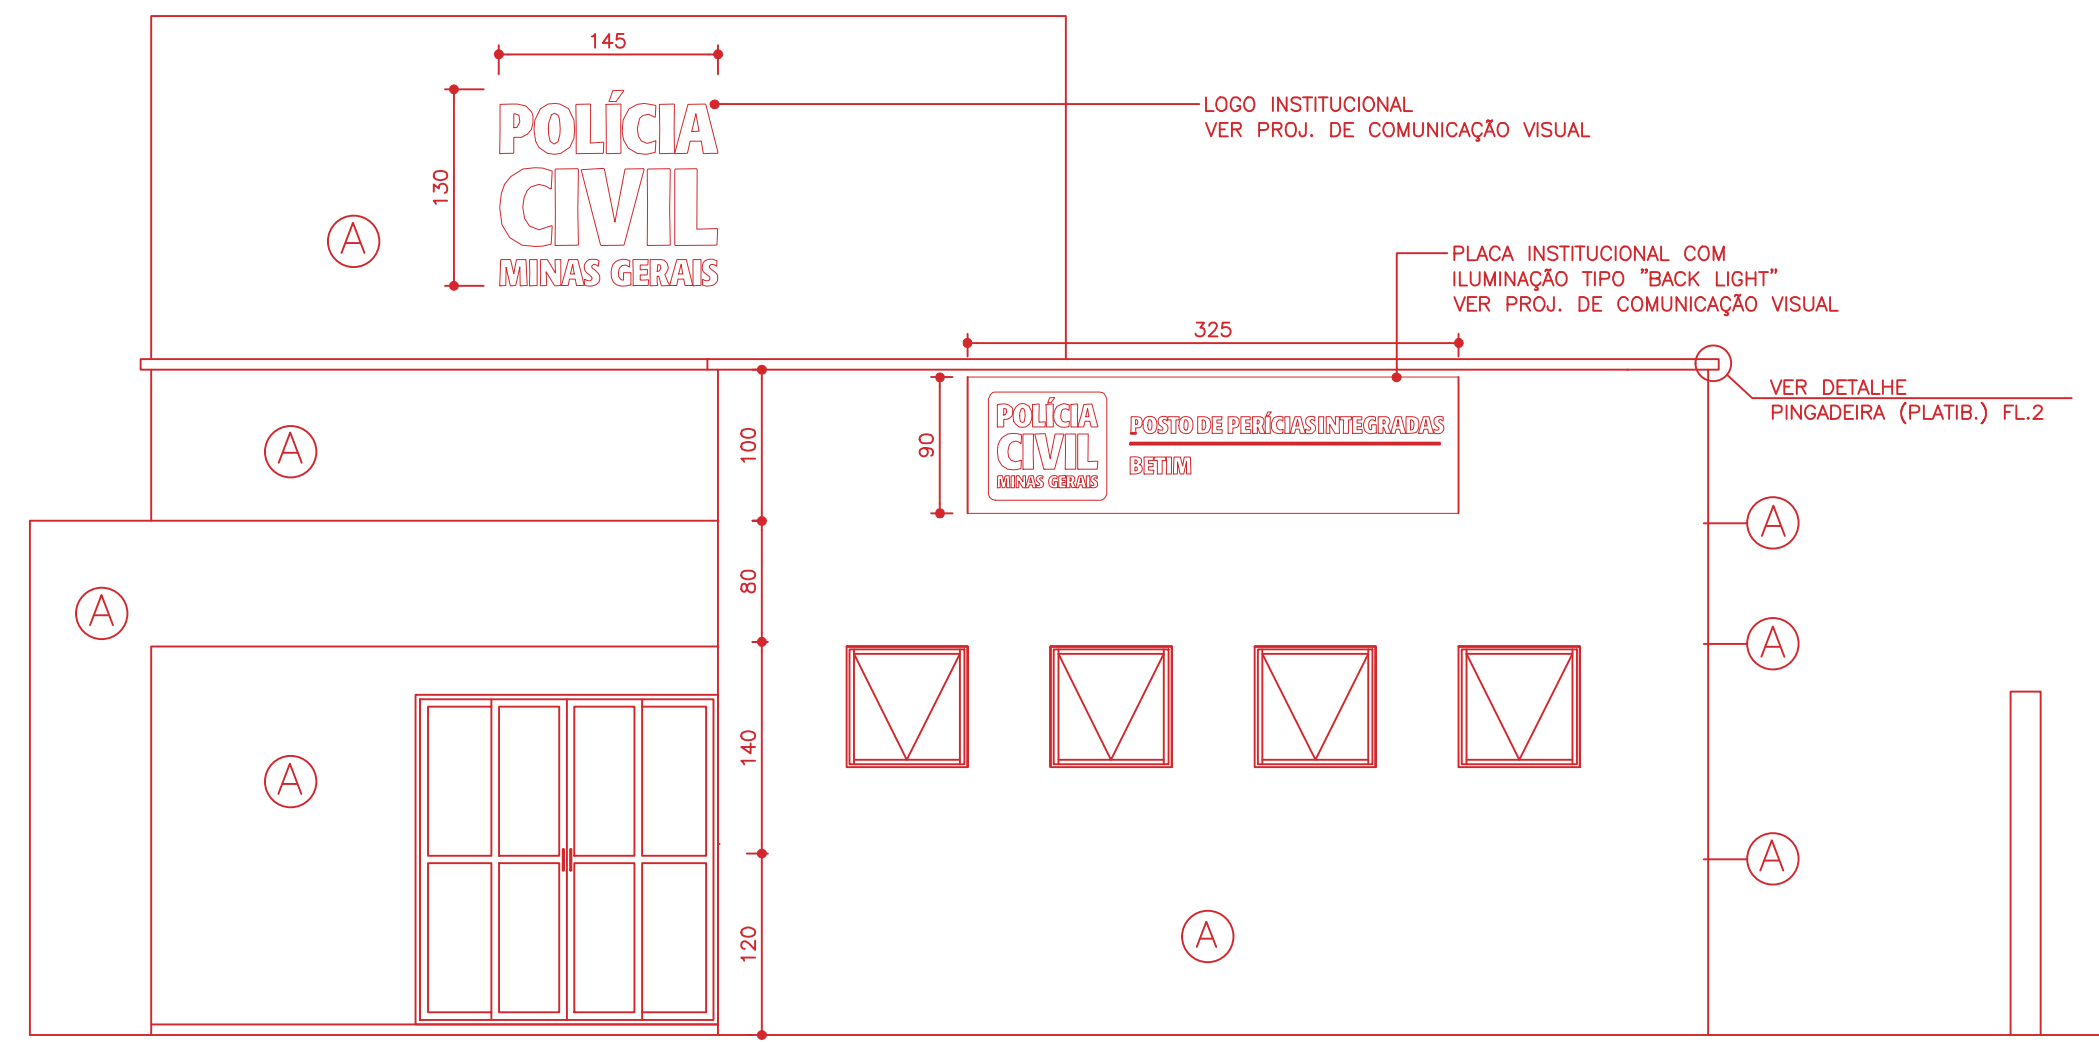 145
POLÍCIA
CIVIL
MINAS GERAIS
130
LOGO INSTITUCIONAL
VER PROJ. DE COMUNICAÇÃO VISUAL
A
PLACA INSTITUCIONAL COM
ILUMINAÇÃO TIPO "BACK LIGHT"
VER PROJ. DE COMUNICAÇÃO VISUAL
325
VER DETALHE
PINGADEIRA (PLATIB.) FL.2
A
100
90
POLÍCIA
CIVIL
MINAS GERAIS
POSTO DE PERÍCIAS INTEGRADAS
BETIM
A
A
80
A
A
140
A
120
A